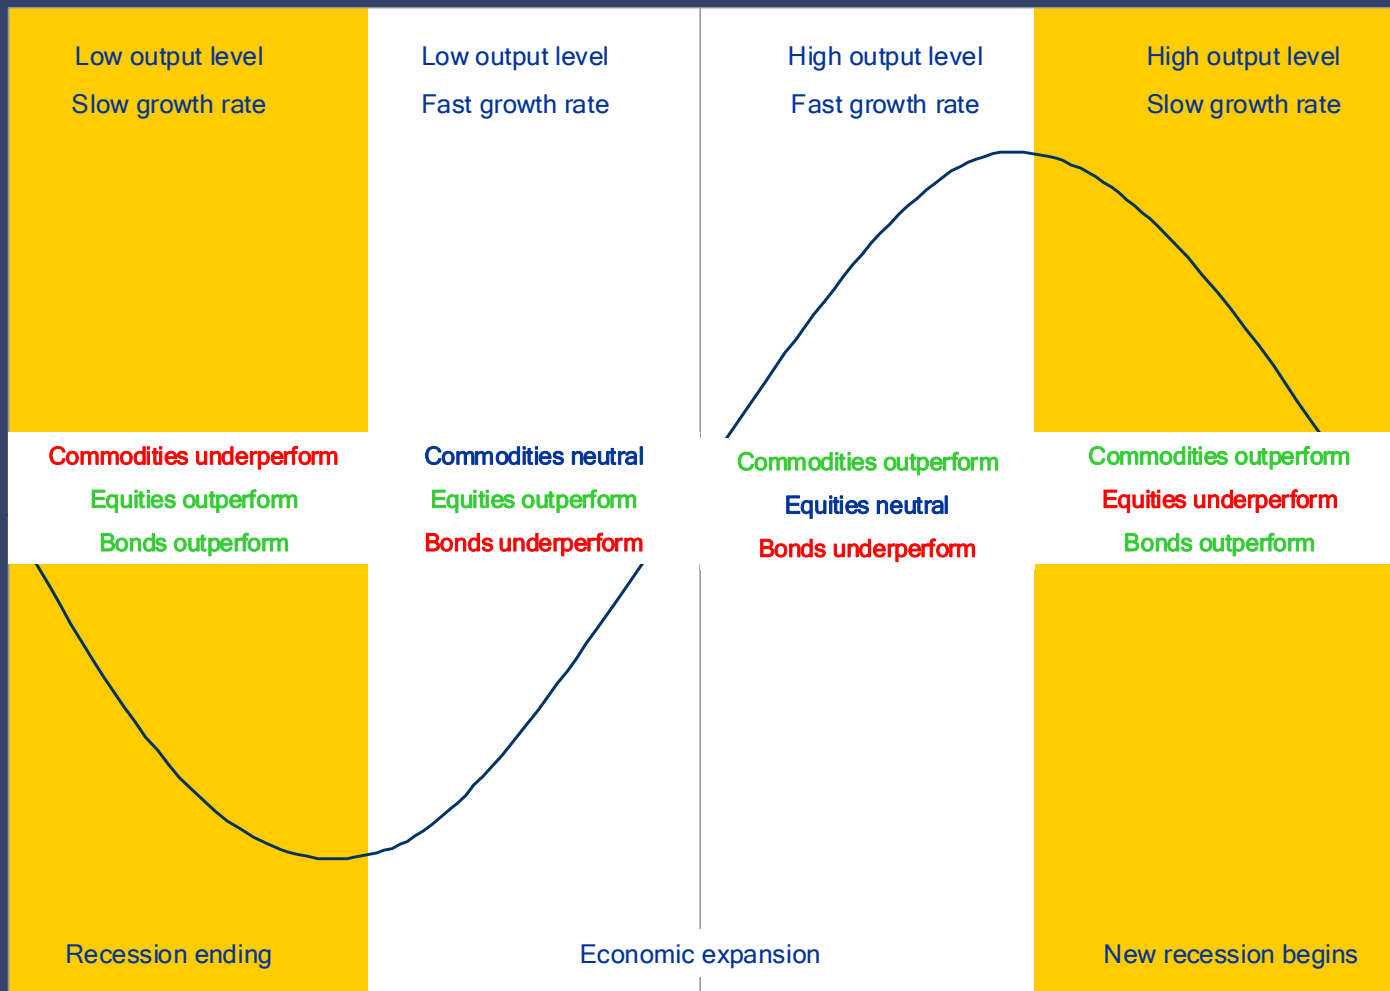 Low output level
Slow growth rate
Low output level
Fast growth rate
High output level
Fast growth rate
High output level
Slow growth rate
Commodities underperform
Equities outperform
Bonds outperform
Commodities neutral
Equities outperform
Bonds underperform
Commodities outperform
Equities neutral
Bonds underperform
Commodities outperform
Equities underperform
Bonds outperform
Recession ending
Economic expansion
New recession begins